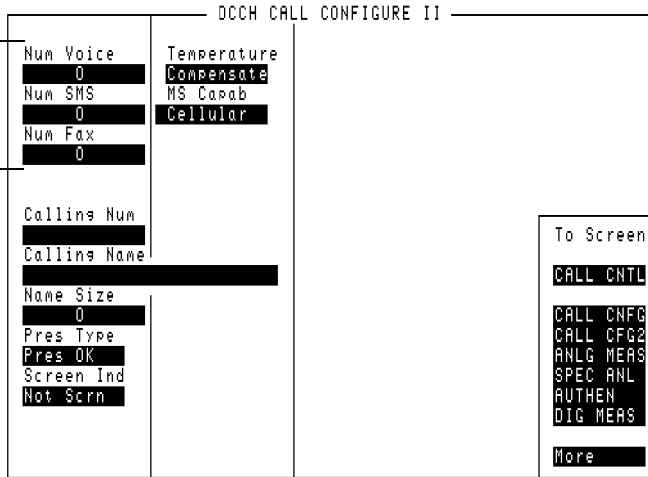 DCCH CALL CONFIGURE II
Num Voice
0
Num SMS
0
Num Fax
0
Calling Num
Calling Name
Name Size
0
Pres Type
Pres OK
Screen Ind
Not Scrn
Temperature
Compensate
MS Capab
Cellular
To Screen
CALL CNTL
CALL CNFG
CALL CFG2
ANLG MEAS
SPEC ANL
AUTHEN
DIG MEAS
More